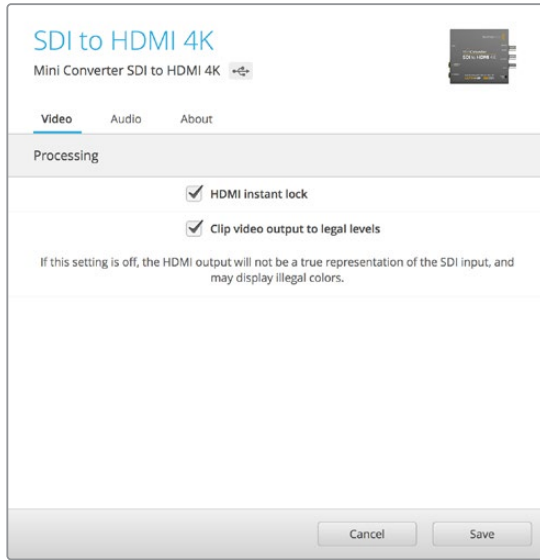 SDI to HDMI 4K
Mini Converter SDI to HDMI 4K
Video Audio About
Processing
HDMI instant lock
Clip video output to legal levels
If this setting is off, the HDMI output will not be a true representation of the SDI input, and
may display illegal colors.
Cancel Save